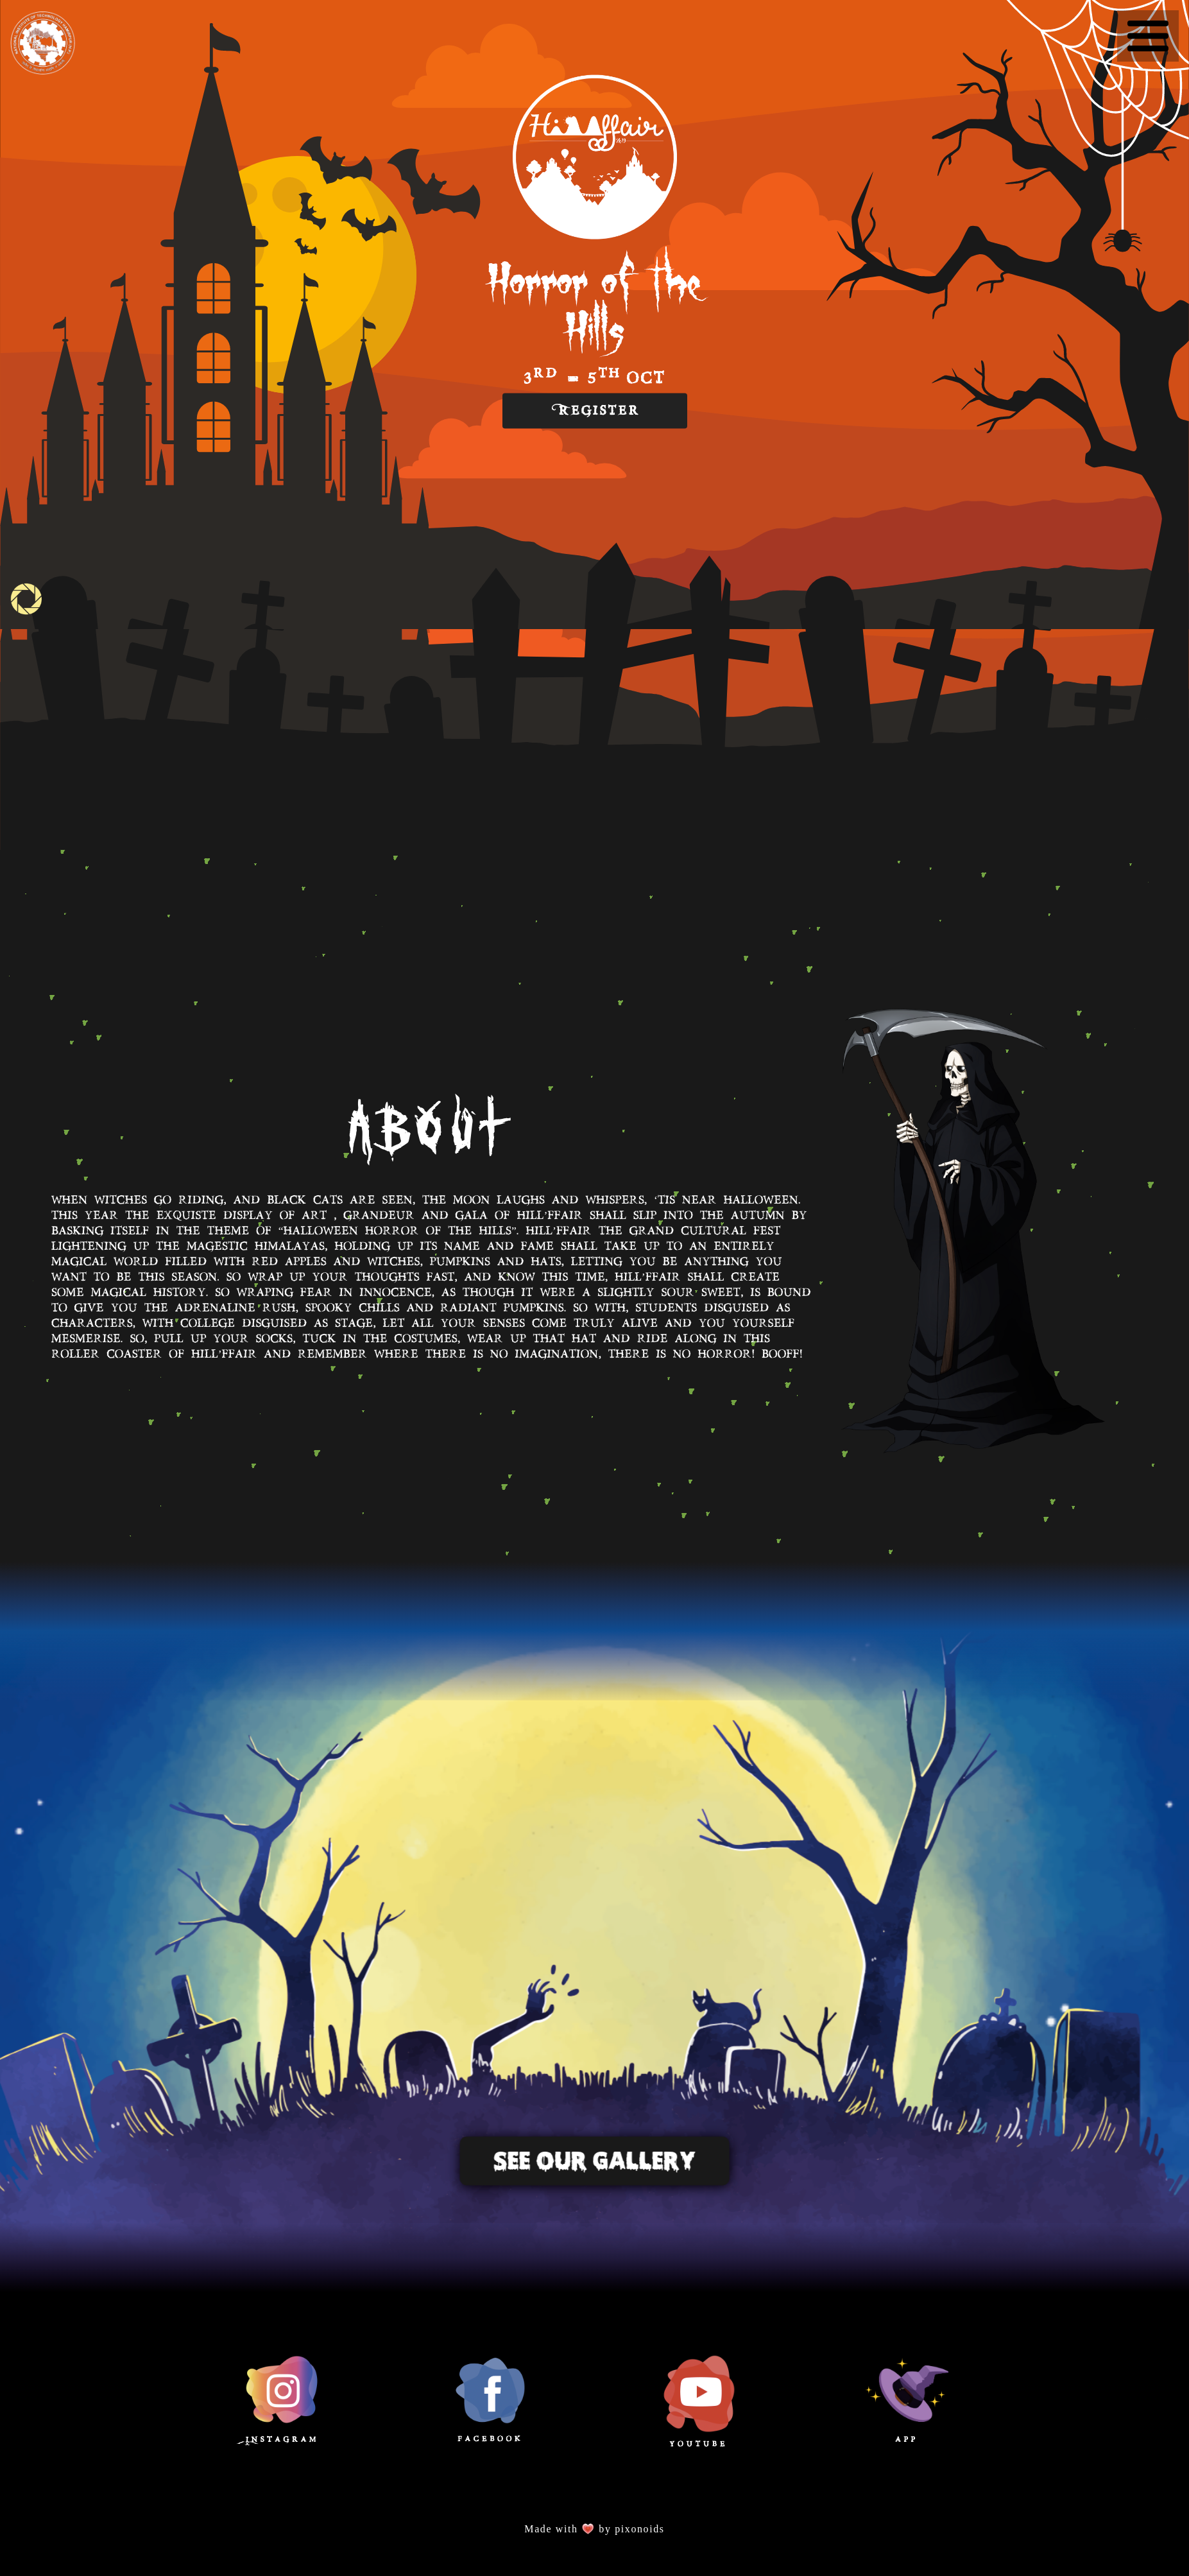 Hillffair
2k19
Horror of the
Hills
3RD - 5TH OCT
REGISTER
ABOUT
WHEN WITCHES GO RIDING, AND BLACK CATS ARE SEEN, THE MOON LAUGHS AND WHISPERS, 'TIS NEAR HALLOWEEN.
THIS YEAR THE EXQUISTE DISPLAY OF ART , GRANDEUR AND GALA OF HILL'FFAIR SHALL SLIP INTO THE AUTUMN BY
BASKING ITSELF IN THE THEME OF "HALLOWEEN HORROR OF THE HILLS". HILL'FFAIR THE GRAND CULTURAL FEST
LIGHTENING UP THE MAGESTIC HIMALAYAS, HOLDING UP ITS NAME AND FAME SHALL TAKE UP TO AN ENTIRELY
MAGICAL WORLD FILLED WITH RED APPLES AND WITCHES, PUMPKINS AND HATS, LETTING YOU BE ANYTHING YOU
WANT TO BE THIS SEASON. SO WRAP UP YOUR THOUGHTS FAST, AND KNOW THIS TIME, HILL'FFAIR SHALL CREATE
SOME MAGICAL HISTORY. SO WRAPING FEAR IN INNOCENCE, AS THOUGH IT WERE A SLIGHTLY SOUR SWEET, IS BOUND
TO GIVE YOU THE ADRENALINE RUSH, SPOOKY CHILLS AND RADIANT PUMPKINS. SO WITH, STUDENTS DISGUISED AS
CHARACTERS, WITH COLLEGE DISGUISED AS STAGE, LET ALL YOUR SENSES COME TRULY ALIVE AND YOU YOURSELF
MESMERISE. SO, PULL UP YOUR SOCKS, TUCK IN THE COSTUMES, WEAR UP THAT HAT AND RIDE ALONG IN THIS
ROLLER COASTER OF HILL'FFAIR AND REMEMBER WHERE THERE IS NO IMAGINATION, THERE IS NO HORROR! BOOFF!
SEE OUR GALLERY
INSTAGRAM
FACEBOOK
YOUTUBE
APP
Made with ❤️ by pixonoids